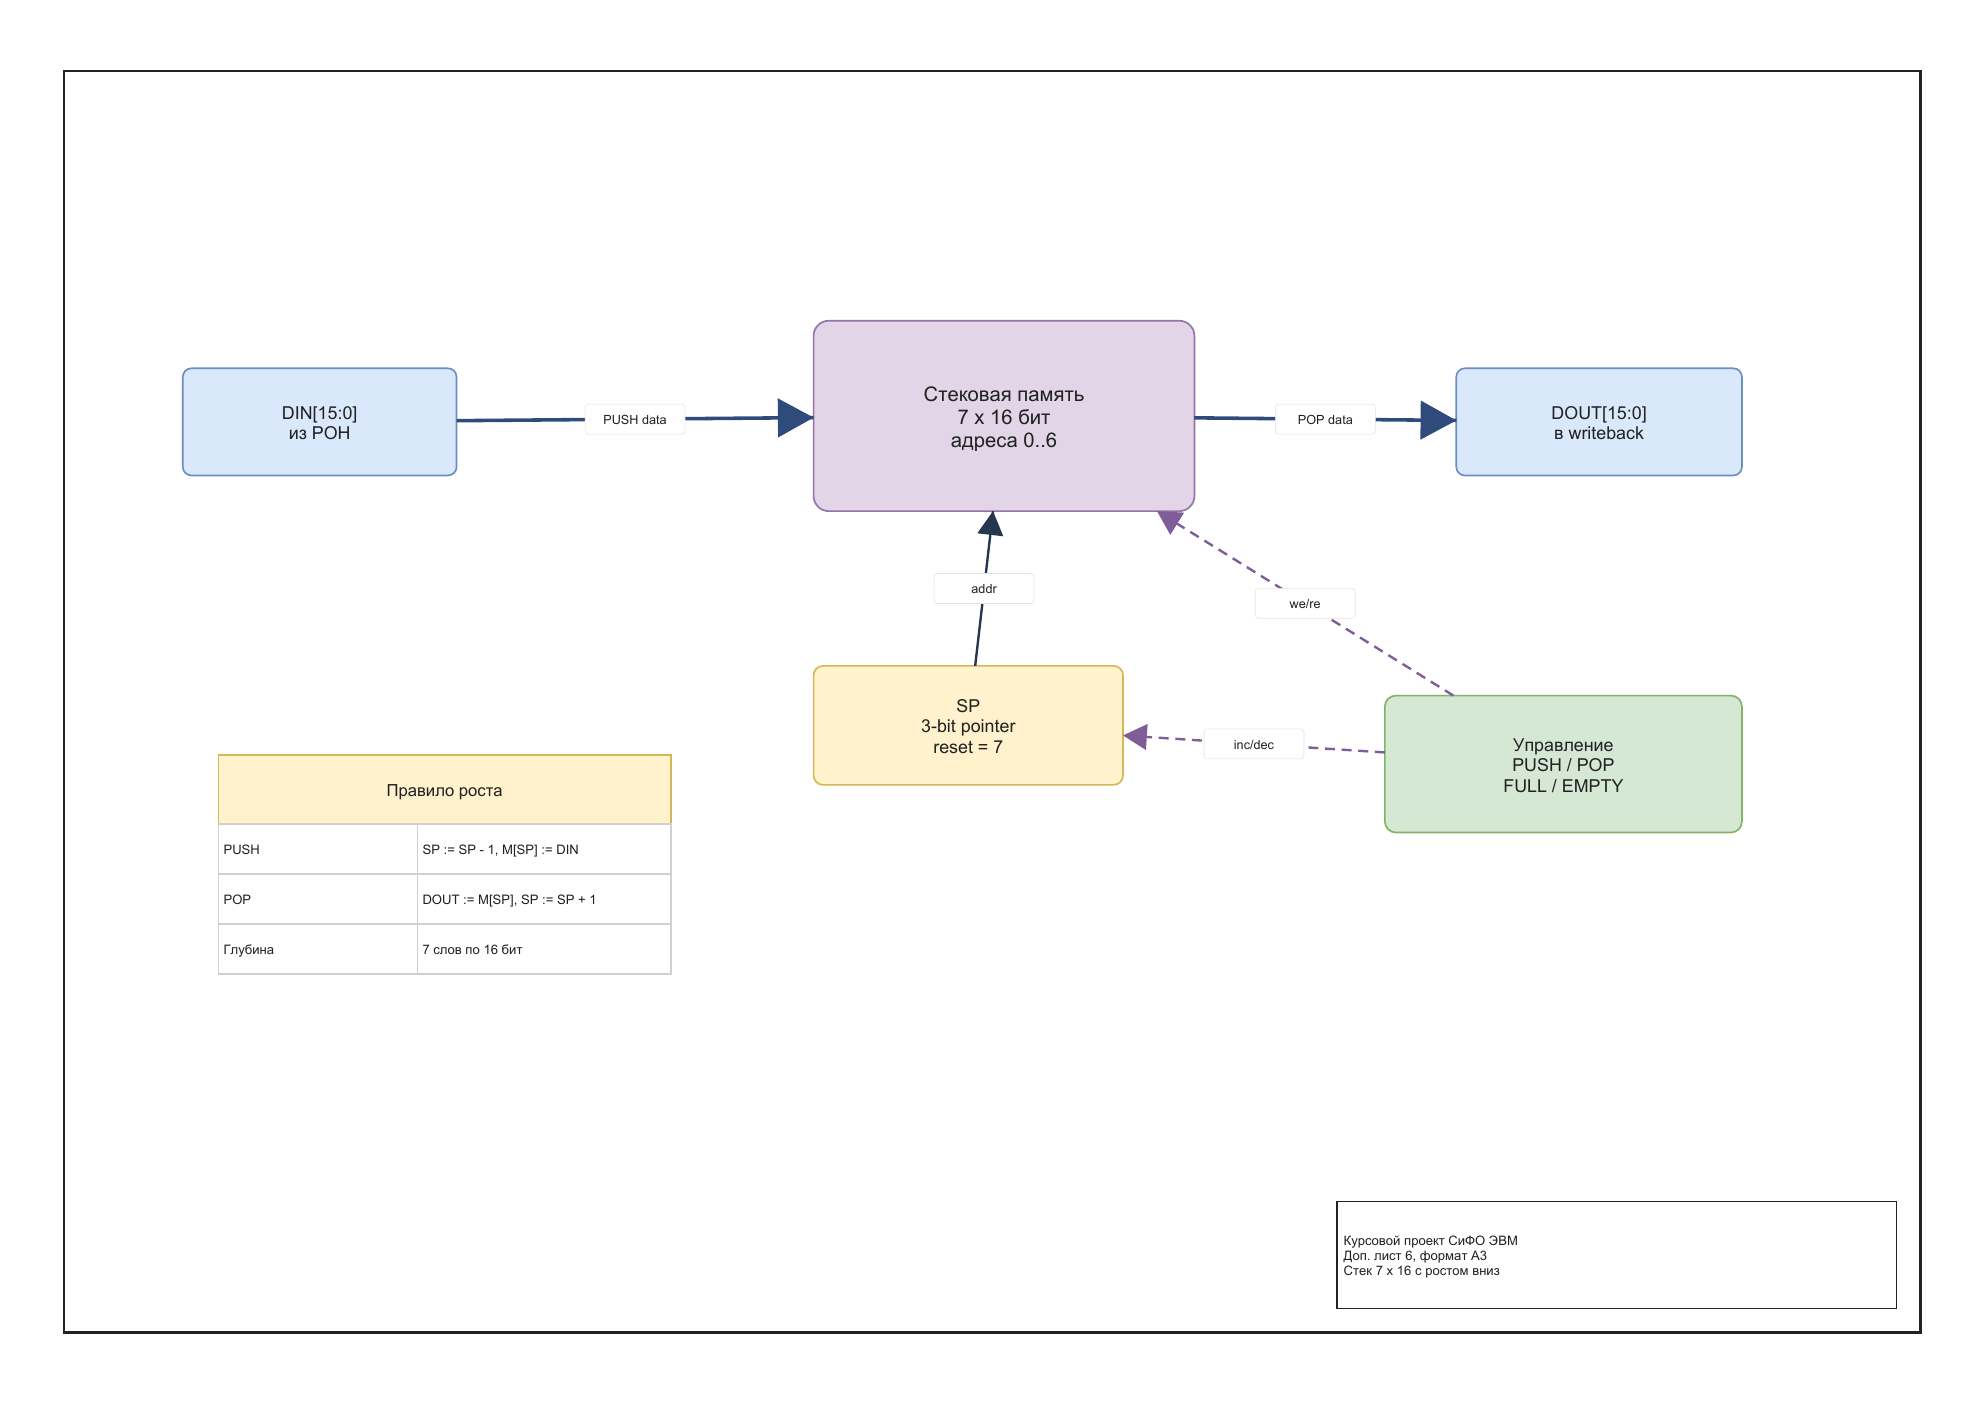 DIN[15:0]
из РОН
PUSH data
Стековая память
7 x 16 бит
адреса 0..6
POP data
DOUT[15:0]
в writeback
addr
we/re
SP
3-bit pointer
reset = 7
inc/dec
Управление
PUSH / POP
FULL / EMPTY
Правило роста
PUSH
SP := SP - 1, M[SP] := DIN
POP
DOUT := M[SP], SP := SP + 1
Глубина
7 слов по 16 бит
Курсовой проект СиФО ЭВМ
Доп. лист 6, формат А3
Стек 7 x 16 с ростом вниз